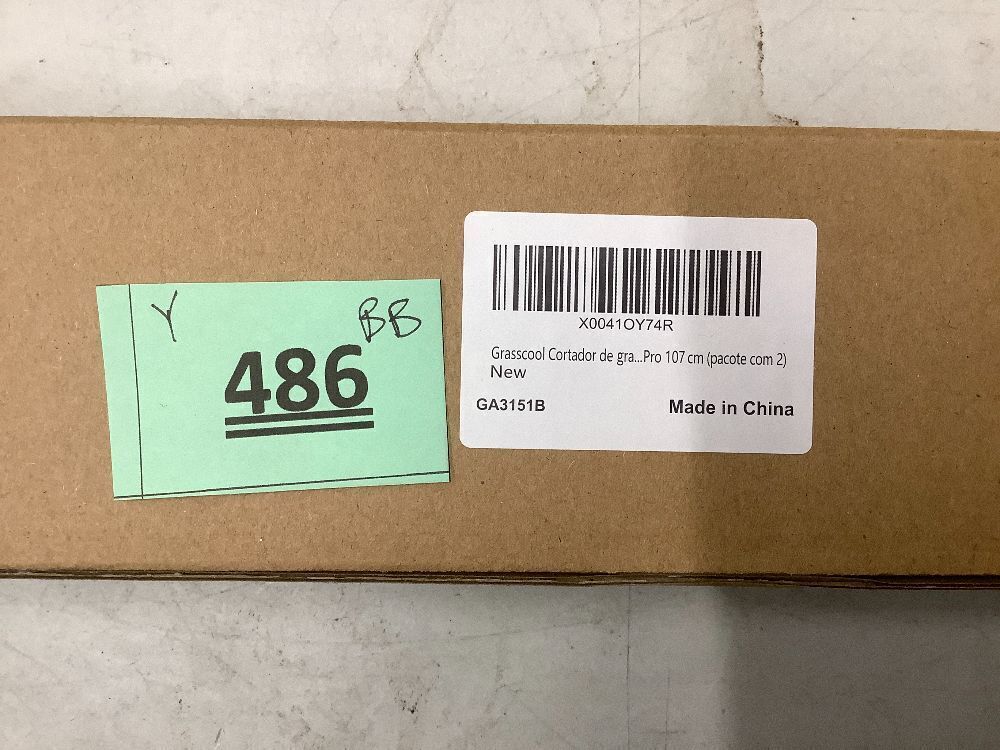 Y BB
486
X0041OY74R
Grasscool Cortador de gra...Pro 107 cm (pacote com 2)
New
GA3151B Made in China